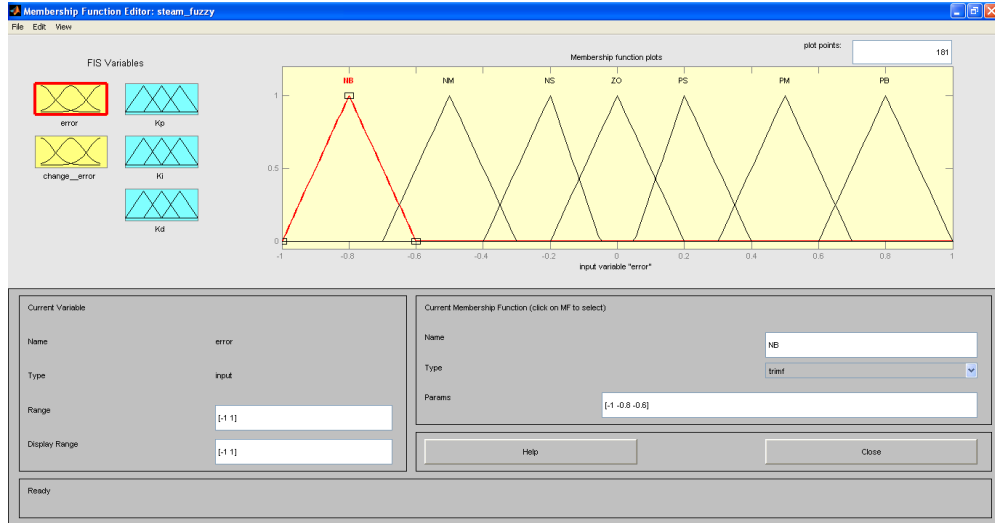 Membership Function Editor: steam_fuzzy
File Edit View
FIS Variables
plot points: 181
Membership function plots
error
Kp
change__error
Ki
Kd
NB NM NS ZO PS PM PB
1
0.5
0
-1 -0.8 -0.6 -0.4 -0.2 0 0.2 0.4 0.6 0.8 1
input variable "error"
Current Variable
Name error
Type input
Range [-1 1]
Display Range [-1 1]
Current Membership Function (click on MF to select)
Name NB
Type trimf
Params [-1 -0.8 -0.6]
Help Close
Ready